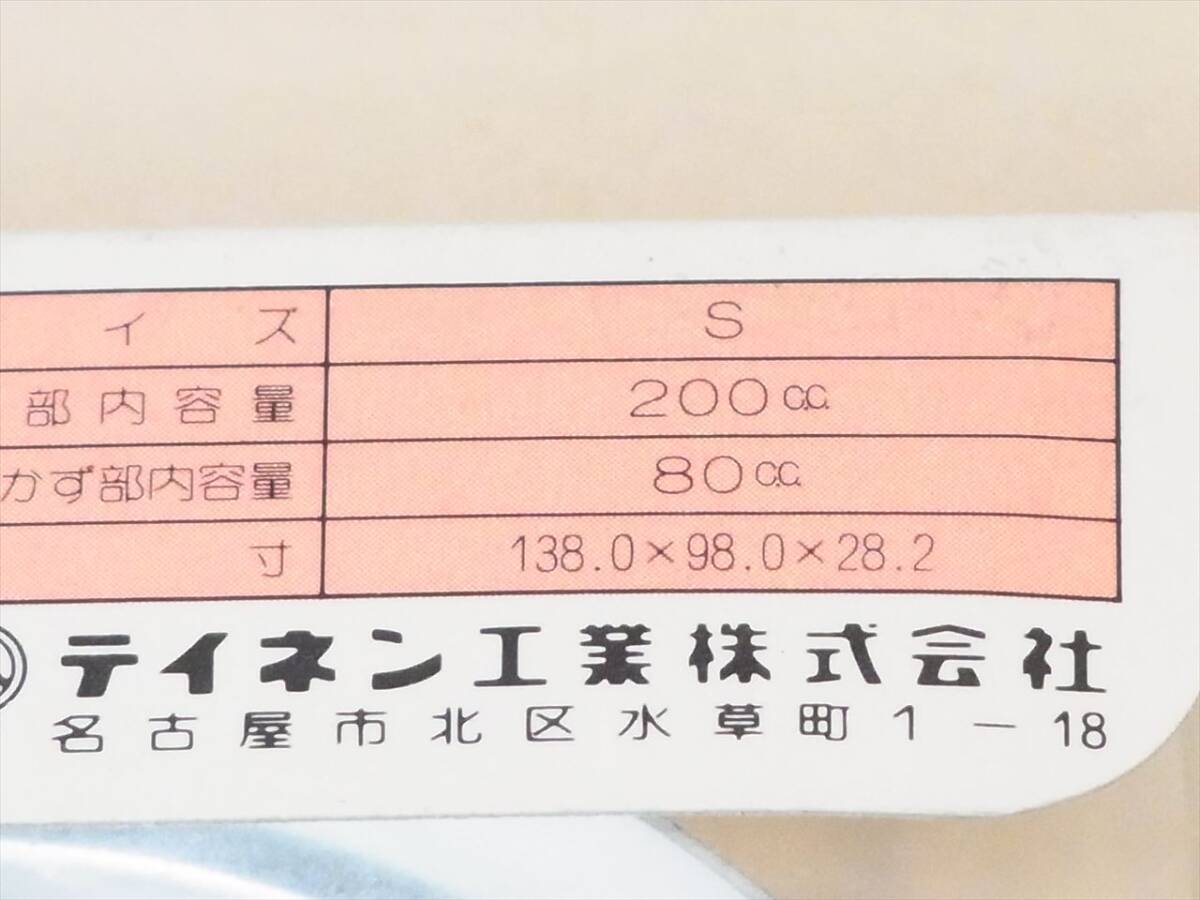 イズ S
部内容量 200cc.
かず部内容量 80cc.
寸 138.0×98.0×28.2
テイネン工業株式会社
名古屋市北区水草町1-18